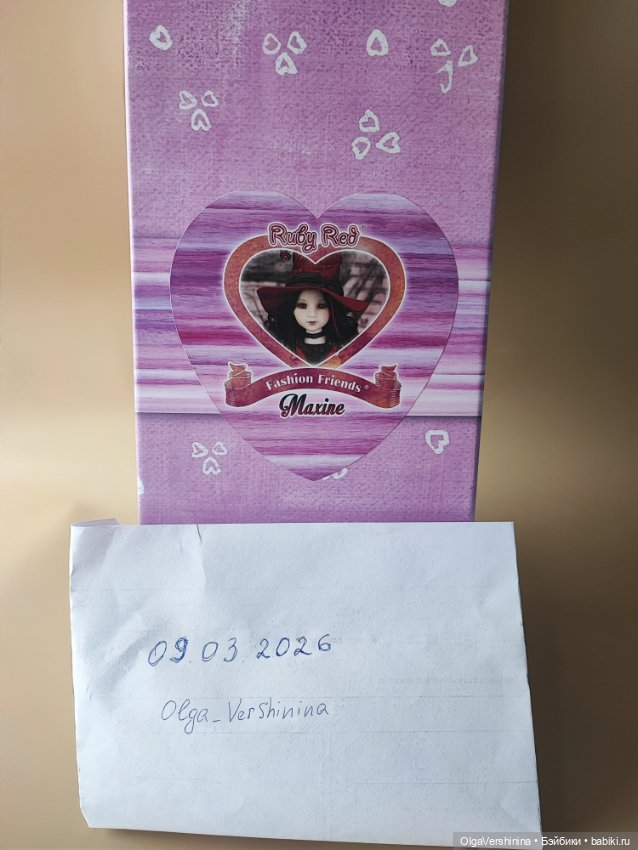 Ruby Red®
Fashion Friends®
Maxine
09.03.2026
Olga_Vershinina
OlgaVershinina • Бэйбики • babiki.ru